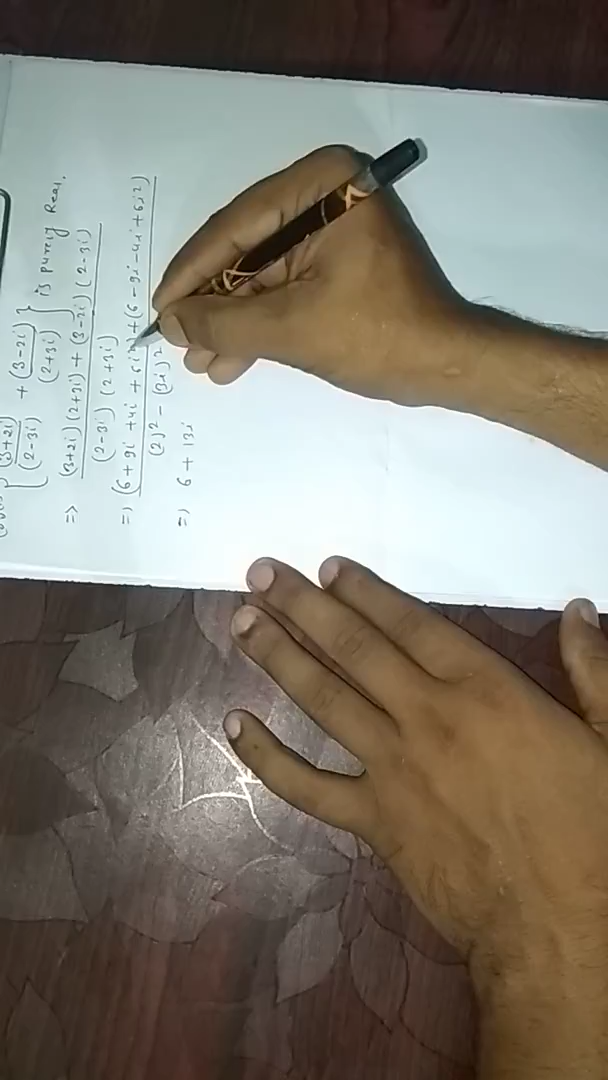 { (3+2i)/(2-3i) + (3-2i)/(2+3i) } is purely Real.
=> (3+2i)(2+3i) + (3-2i)(2-3i) / (2-3i)(2+3i)
=> (6+9i+4i+6i²)+(6-9i-4i+6i²) / (2)² - (3i)²
=> 6+13i